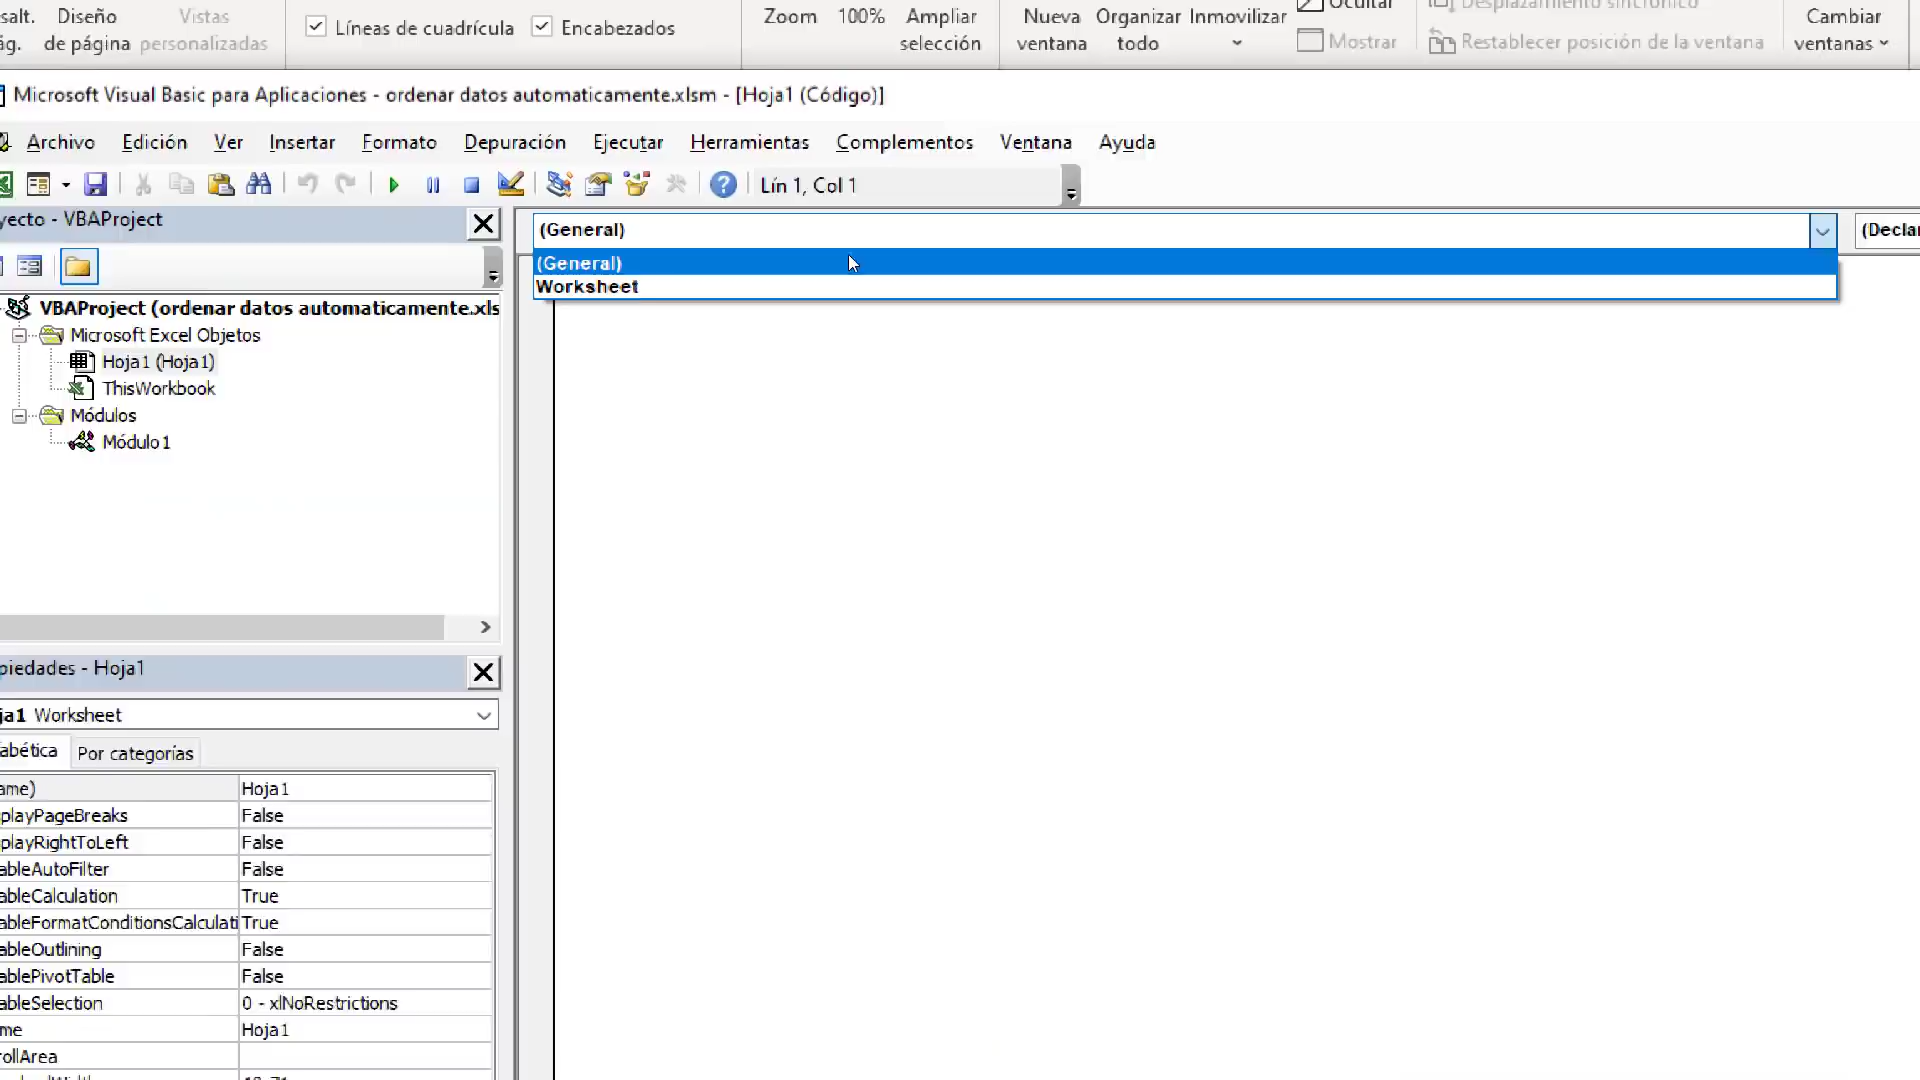 salt. Diseño Vistas
ág. de página personalizadas
Líneas de cuadrícula Encabezados
Zoom 100% Ampliar
selección
Nueva Organizar Inmovilizar
ventana todo
Ocultar
Mostrar
Desplazamiento sincrónico
Restablecer posición de la ventana
Cambiar
ventanas
Microsoft Visual Basic para Aplicaciones - ordenar datos automaticamente.xlsm - [Hoja1 (Código)]
Archivo Edición Ver Insertar Formato Depuración Ejecutar Herramientas Complementos Ventana Ayuda
Lín 1, Col 1
yecto - VBAProject
(General) (Declar
(General)
Worksheet
VBAProject (ordenar datos automaticamente.xls
Microsoft Excel Objetos
Hoja1 (Hoja1)
ThisWorkbook
Módulos
Módulo1
piedades - Hoja1
ja1 Worksheet
abética Por categorías
ame) Hoja1
playPageBreaks False
playRightToLeft False
ableAutoFilter False
ableCalculation True
ableFormatConditionsCalculati True
ableOutlining False
ablePivotTable False
ableSelection 0 - xlNoRestrictions
me Hoja1
rollArea